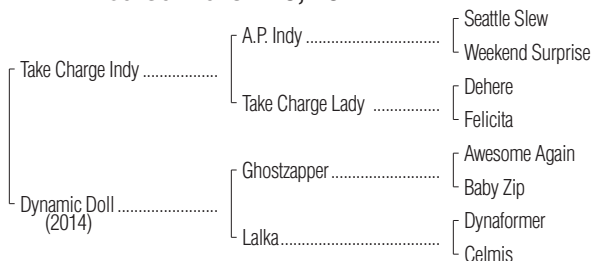 Seattle Slew
A.P. Indy
Weekend Surprise
Take Charge Indy
Dehere
Take Charge Lady
Felicita
Awesome Again
Ghostzapper
Baby Zip
Dynamic Doll
(2014)
Dynaformer
Lalka
Celmis